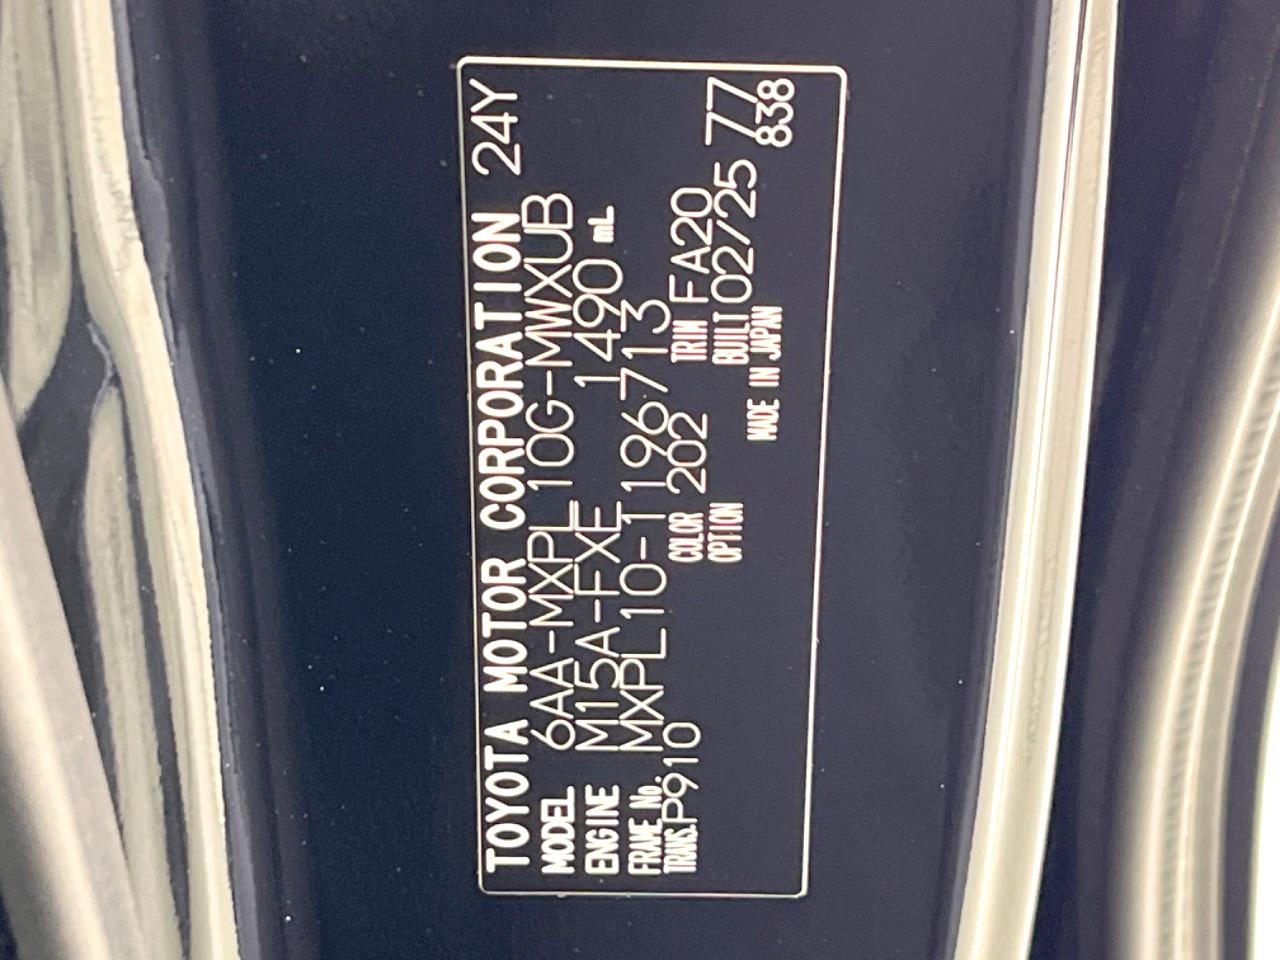 TOYOTA MOTOR CORPORATION 24Y
MODEL 6AA-MXPL10G-MWXUB
ENGINE M15A-FXE 1490 mL
FRAME No. MXPL10-1196713
TRANS. P910 COLOR 202 TRIM FA20
OPTION BUILT 02/25 77
MADE IN JAPAN 838